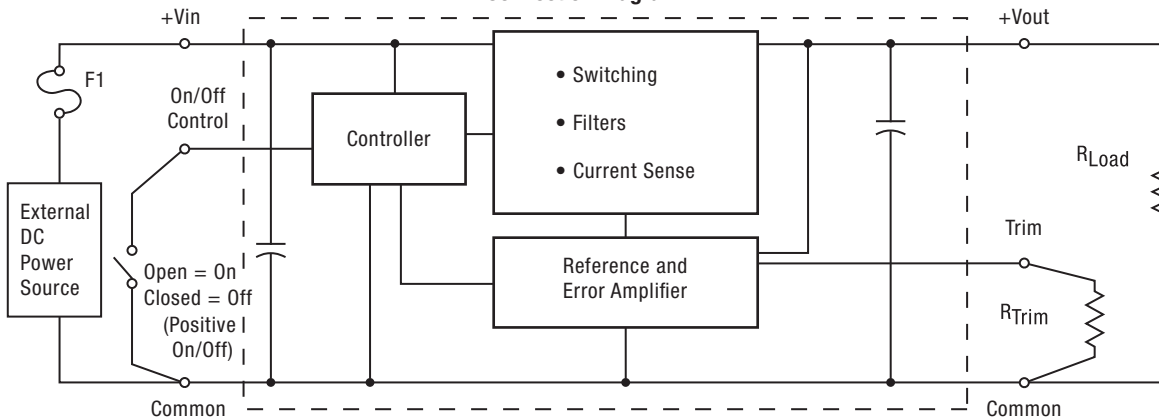 +Vin
+Vout
F1
On/Off
Control
Controller
• Switching
• Filters
• Current Sense
RLoad
External
DC
Power
Source
Open = On
Closed = Off
(Positive
On/Off)
Reference and
Error Amplifier
Trim
RTrim
Common
Common